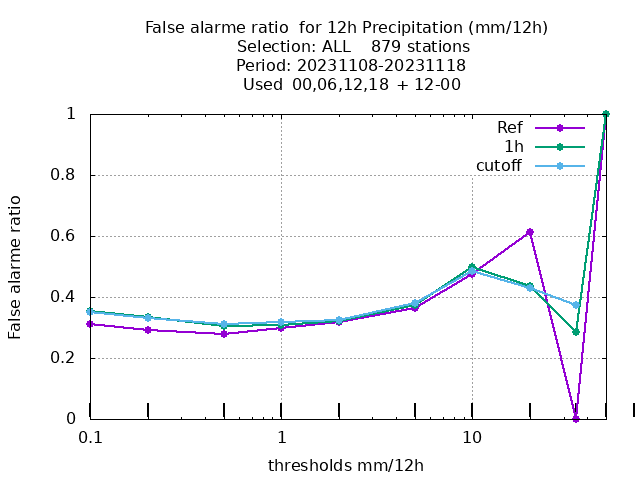 False alarme ratio  for 12h Precipitation (mm/12h)
Selection: ALL    879 stations
Period: 20231108-20231118
Used  00,06,12,18  + 12-00
False alarme ratio
1
0.8
0.6
0.4
0.2
0
Ref
1h
cutoff
0.1
1
10
thresholds mm/12h